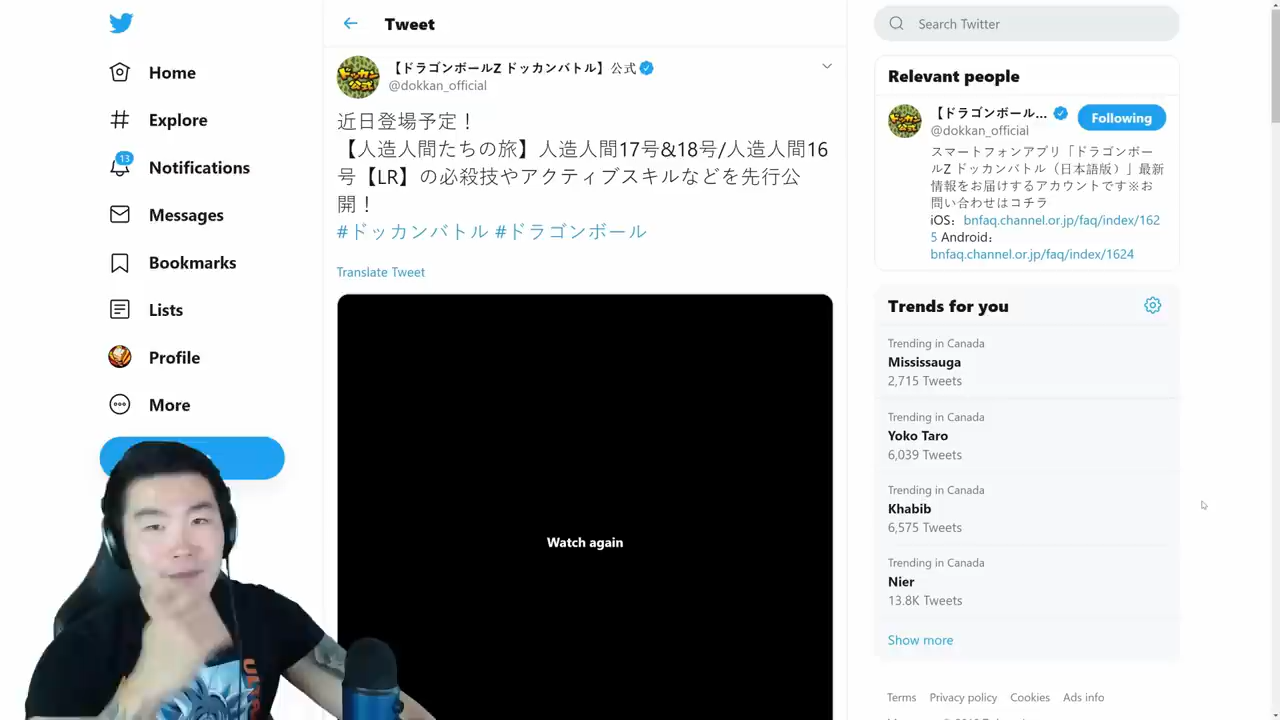 Home
Explore
13
Notifications
Messages
Bookmarks
Lists
Profile
More
Tweet
【ドラゴンボールZ ドッカンバトル】公式
@dokkan_official
近日登場予定！
【人造人間たちの旅】人造人間17号&18号/人造人間16
号【LR】の必殺技やアクティブスキルなどを先行公
開！
#ドッカンバトル #ドラゴンボール
Translate Tweet
Watch again
Search Twitter
Relevant people
【ドラゴンボール...
@dokkan_official
Following
スマートフォンアプリ「ドラゴンボー
ルZ ドッカンバトル（日本語版）」最新
情報をお届けするアカウントです※お
問い合わせはコチラ
iOS： bnfaq.channel.or.jp/faq/index/162
5 Android：
bnfaq.channel.or.jp/faq/index/1624
Trends for you
Trending in Canada
Mississauga
2,715 Tweets
Trending in Canada
Yoko Taro
6,039 Tweets
Trending in Canada
Khabib
6,575 Tweets
Trending in Canada
Nier
13.8K Tweets
Show more
Terms Privacy policy Cookies Ads info